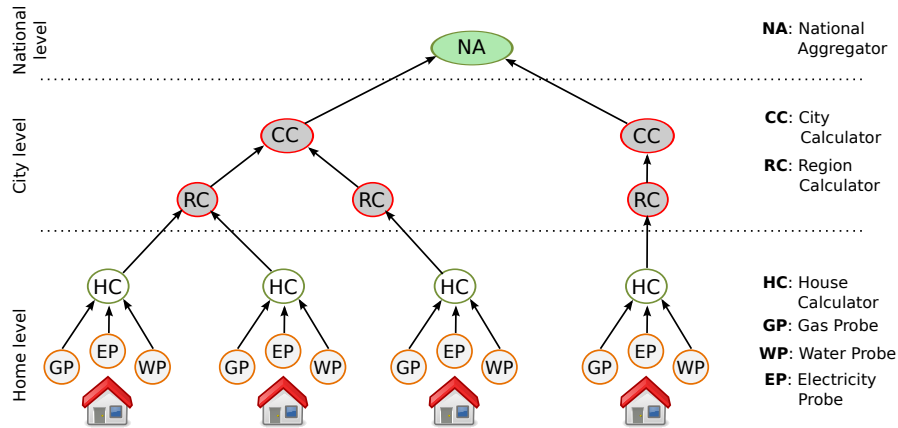 National
level
NA
NA: National
Aggregator
City level
CC
CC
CC: City
Calculator
RC
RC
RC
RC: Region
Calculator
Home level
HC
HC
HC
HC
HC: House
Calculator
GP
EP
WP
GP
EP
WP
GP
EP
WP
GP
EP
WP
GP: Gas Probe
WP: Water Probe
EP: Electricity
Probe